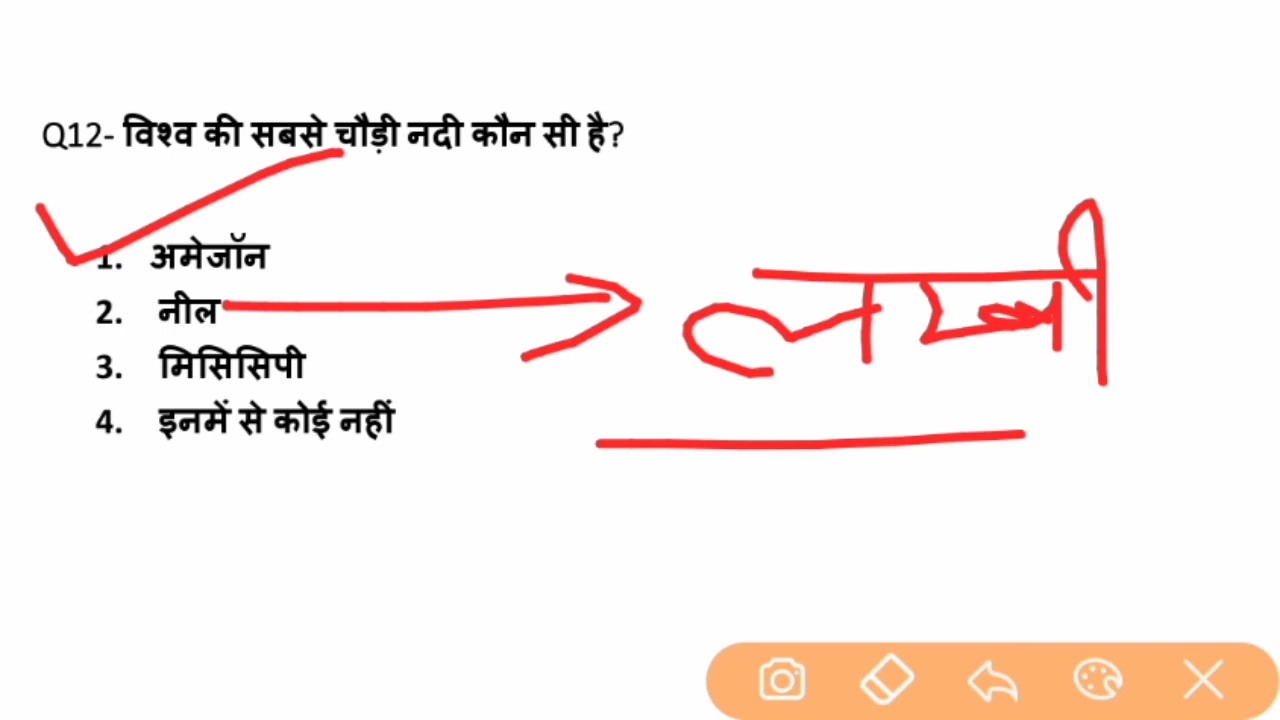 Q12- विश्व की सबसे चौड़ी नदी कौन सी है?
1. अमेजॉन
2. नील
लम्बी
3. मिसिसिपी
4. इनमें से कोई नहीं